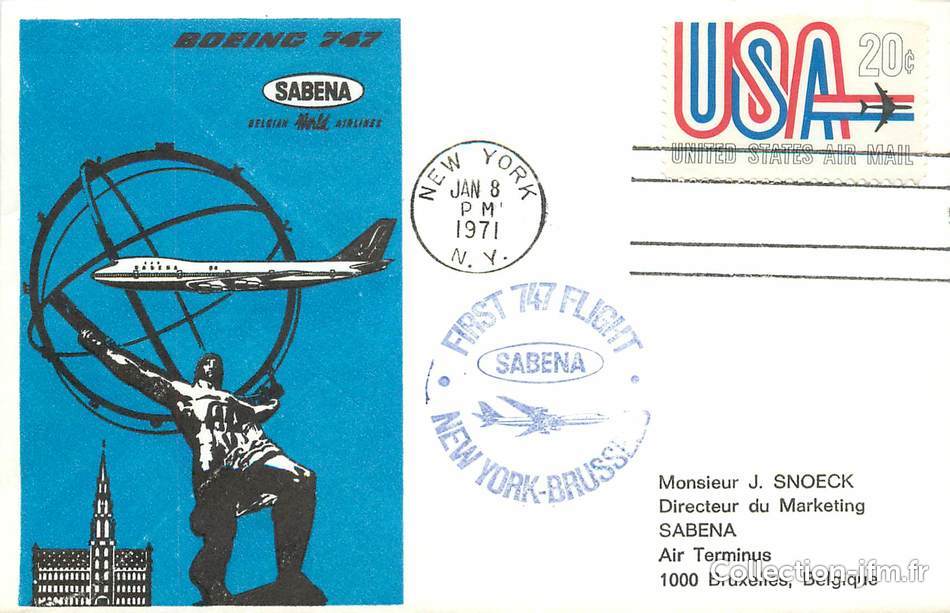 BOEING 747
SABENA
BELGIAN World AIRLINES
SABENA
USA 20¢
UNITED STATES AIR MAIL
NEW YORK
JAN 8
PM
1971
N.Y.
FIRST 747 FLIGHT
SABENA
NEW YORK-BRUSSE
Monsieur J. SNOECK
Directeur du Marketing
SABENA
Air Terminus
1000 Bruxelles, Belgique
Collection-jfm.fr